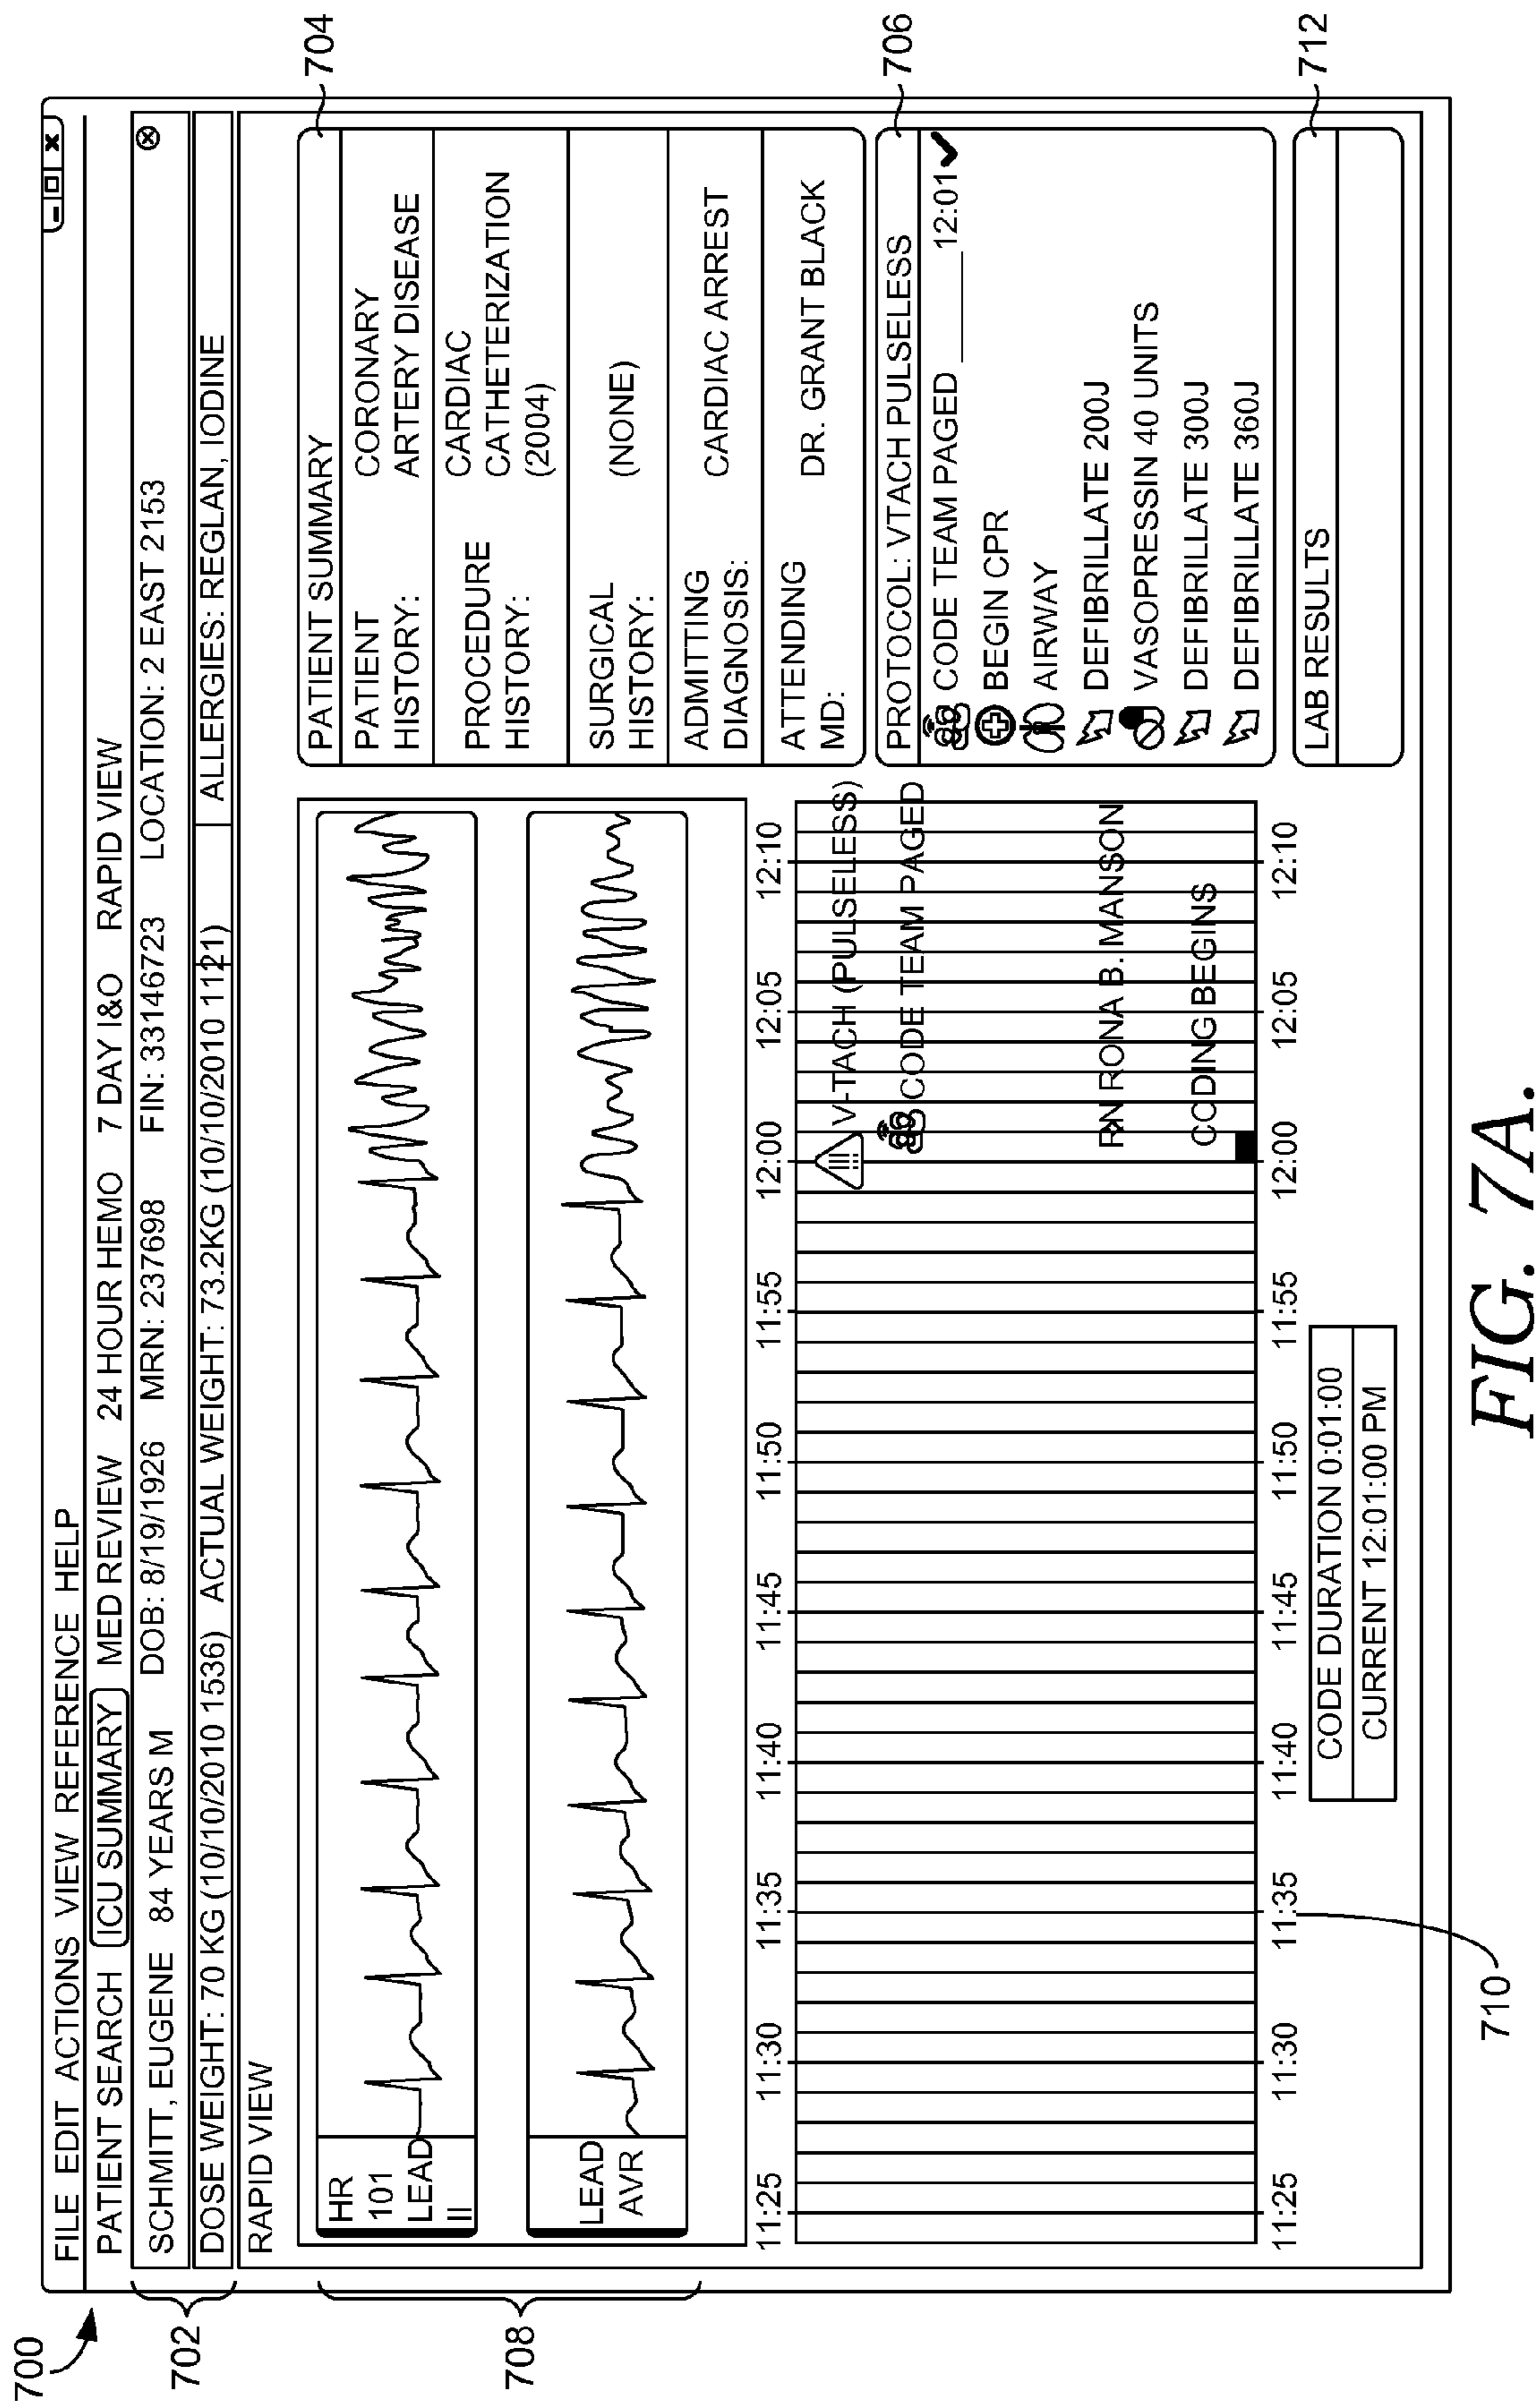 700
FILE EDIT ACTIONS VIEW REFERENCE HELP
PATIENT SEARCH ICU SUMMARY MED REVIEW 24 HOUR HEMO 7 DAY I&O RAPID VIEW
702
SCHMITT, EUGENE 84 YEARS M DOB: 8/19/1926 MRN: 237698 FIN: 33146723 LOCATION: 2 EAST 2153
DOSE WEIGHT: 70 KG (10/10/2010 1536) ACTUAL WEIGHT: 73.2KG (10/10/2010 1121) ALLERGIES: REGLAN, IODINE
RAPID VIEW
708
HR
101
LEAD
II
LEAD
AVR
704
PATIENT SUMMARY
PATIENT HISTORY: CORONARY
ARTERY DISEASE
PROCEDURE HISTORY: CARDIAC
CATHETERIZATION
(2004)
SURGICAL HISTORY: (NONE)
ADMITTING DIAGNOSIS: CARDIAC ARREST
ATTENDING MD: DR. GRANT BLACK
11:25 11:30 11:35 11:40 11:45 11:50 11:55 12:00 12:05 12:10
V-TACH (PULSELESS)
CODE TEAM PAGED
RN RONA B. MANSON
CODING BEGINS
11:25 11:30 11:35 11:40 11:45 11:50 11:55 12:00 12:05 12:10
710
CODE DURATION 0:01:00
CURRENT 12:01:00 PM
706
PROTOCOL: VTACH PULSELESS
CODE TEAM PAGED ______ 12:01
BEGIN CPR
AIRWAY
DEFIBRILLATE 200J
VASOPRESSIN 40 UNITS
DEFIBRILLATE 300J
DEFIBRILLATE 360J
712
LAB RESULTS
FIG. 7A.